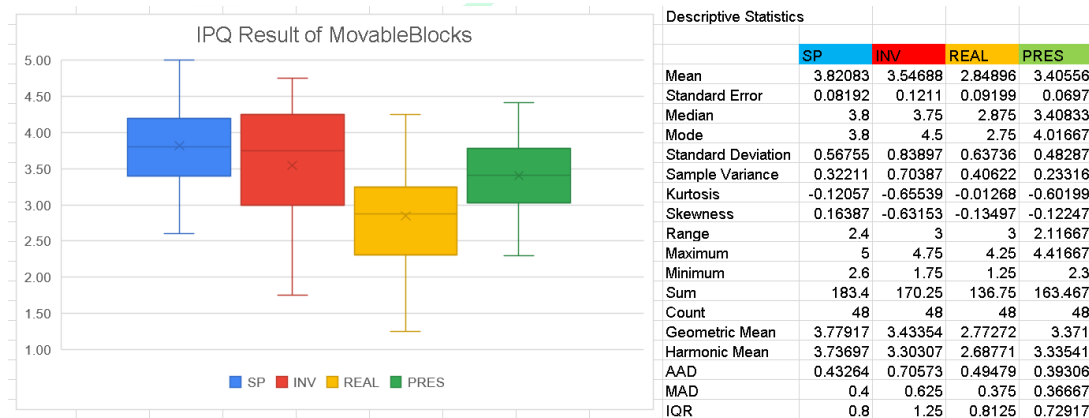 IPQ Result of MovableBlocks
5.00
4.50
4.00
3.50
3.00
2.50
2.00
1.50
1.00
SP INV REAL PRES
Descriptive Statistics
SP INV REAL PRES
Mean 3.82083 3.54688 2.84896 3.40556
Standard Error 0.08192 0.1211 0.09199 0.0697
Median 3.8 3.75 2.875 3.40833
Mode 3.8 4.5 2.75 4.01667
Standard Deviation 0.56755 0.83897 0.63736 0.48287
Sample Variance 0.32211 0.70387 0.40622 0.23316
Kurtosis -0.12057 -0.65539 -0.01268 -0.60199
Skewness 0.16387 -0.63153 -0.13497 -0.12247
Range 2.4 3 3 2.11667
Maximum 5 4.75 4.25 4.41667
Minimum 2.6 1.75 1.25 2.3
Sum 183.4 170.25 136.75 163.467
Count 48 48 48 48
Geometric Mean 3.77917 3.43354 2.77272 3.371
Harmonic Mean 3.73697 3.30307 2.68771 3.33541
AAD 0.43264 0.70573 0.49479 0.39306
MAD 0.4 0.625 0.375 0.36667
IQR 0.8 1.25 0.8125 0.72917